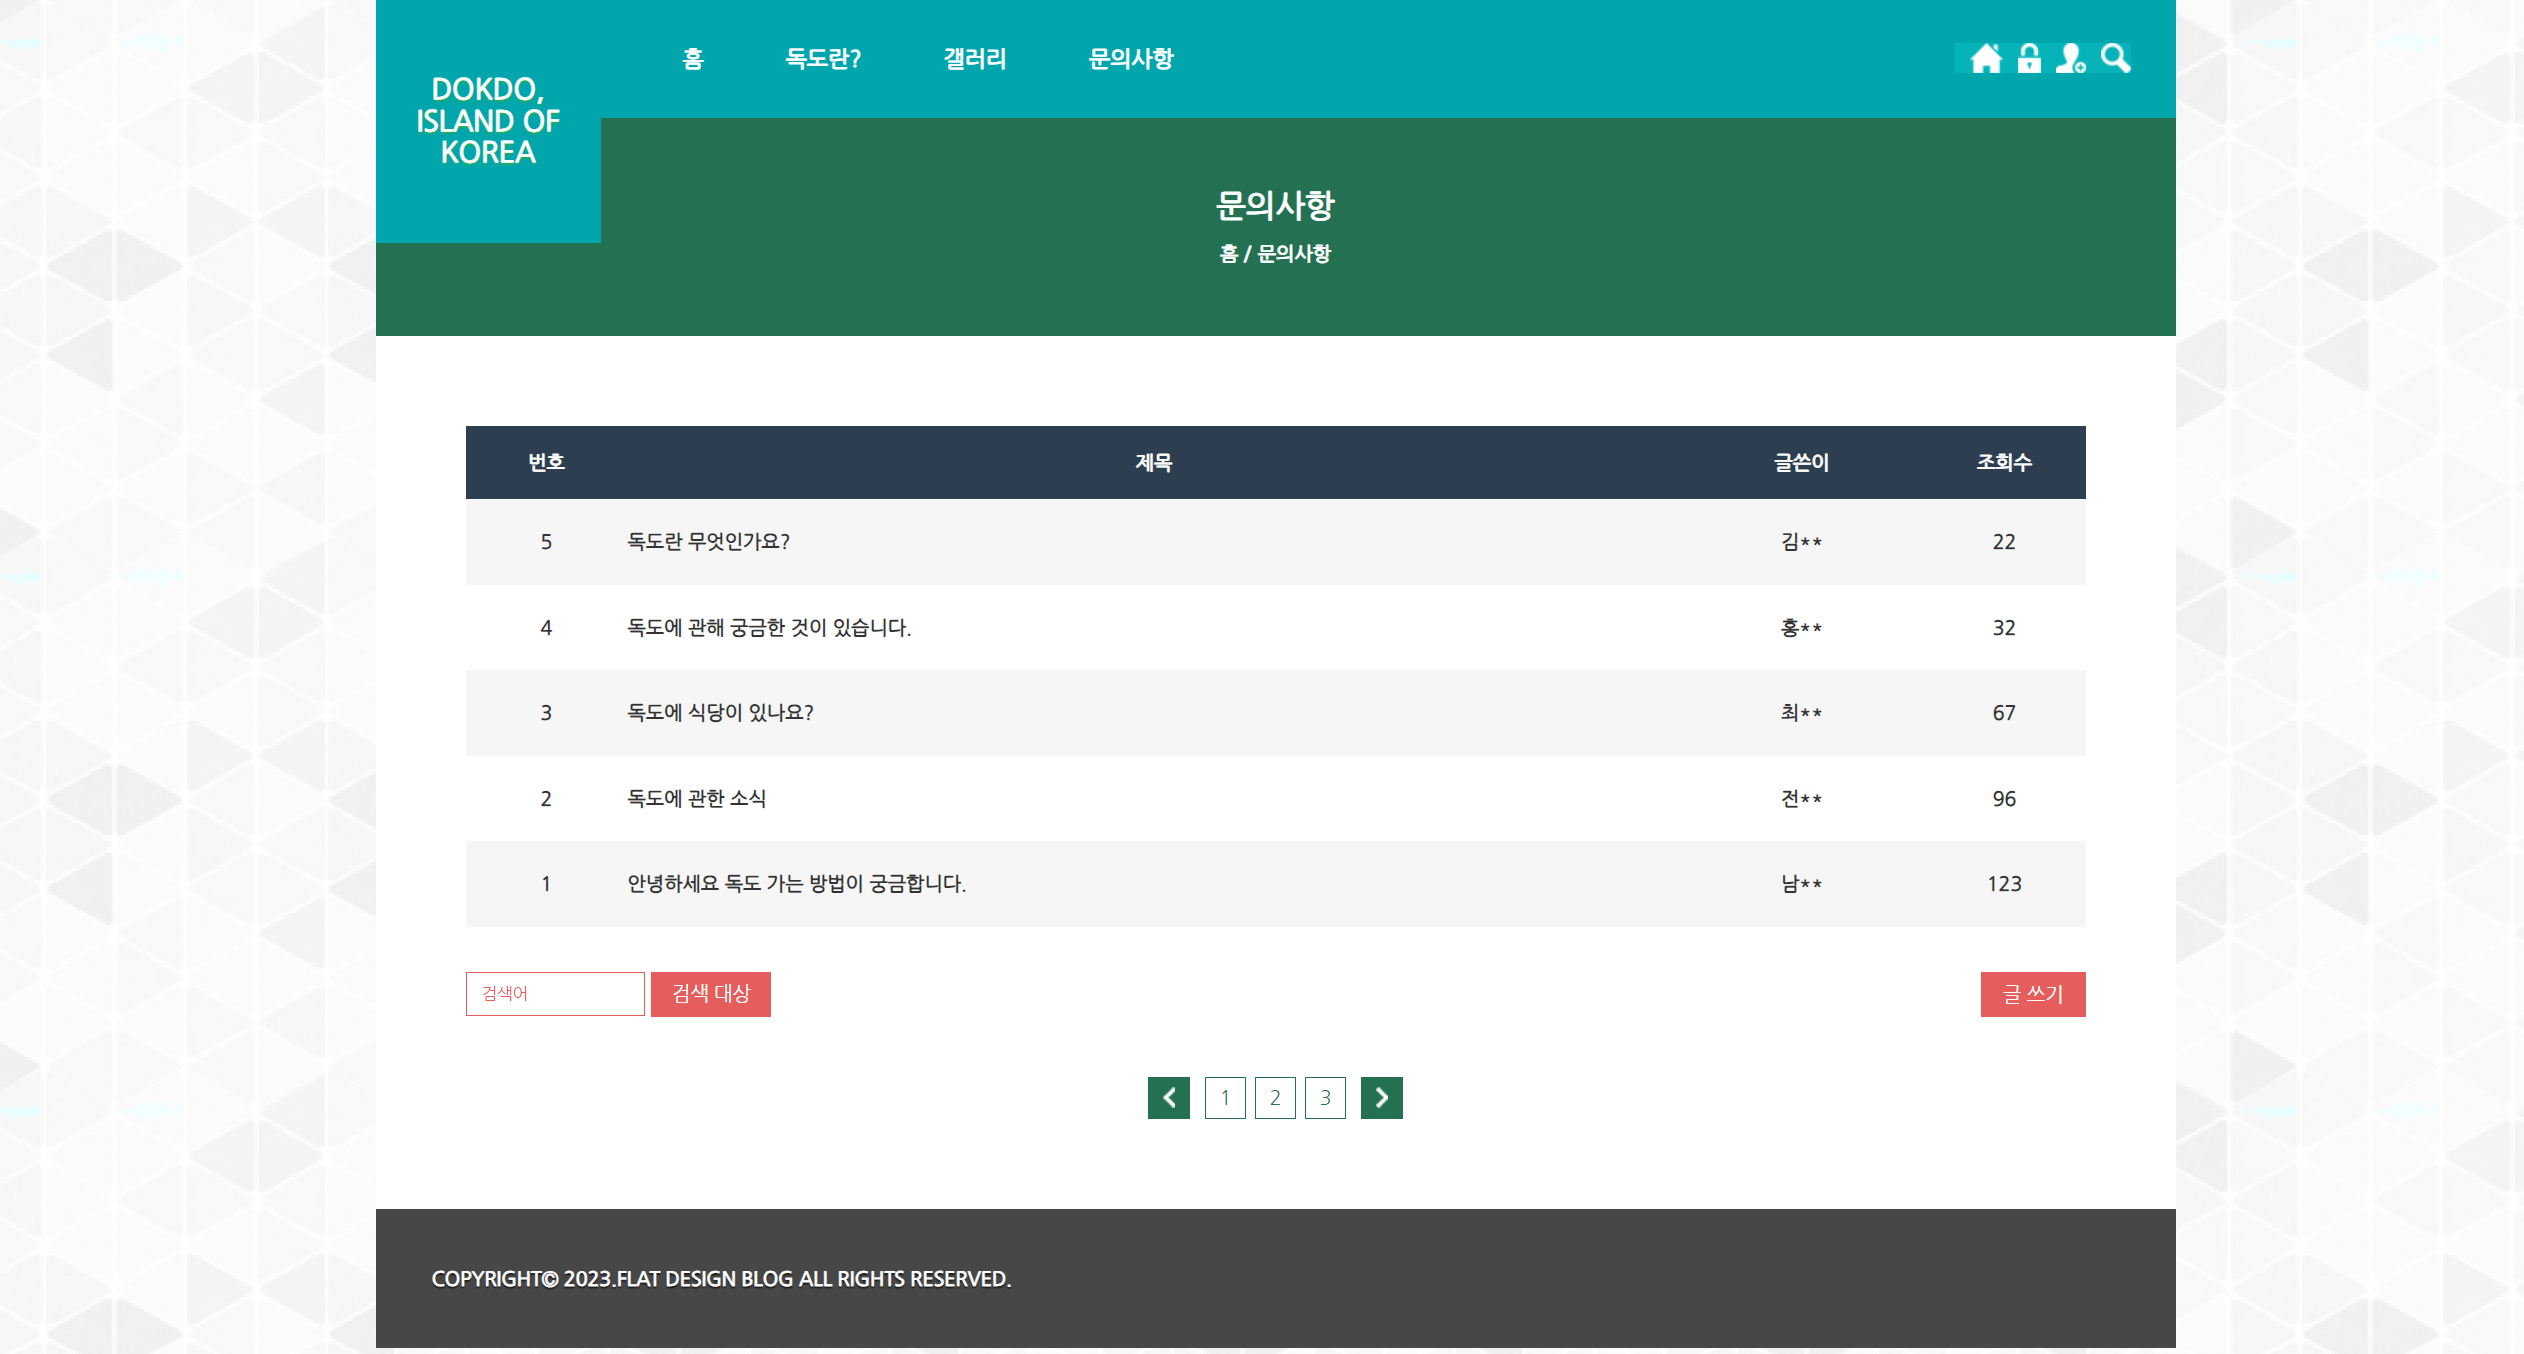 DOKDO,
ISLAND OF
KOREA
홈 독도란? 갤러리 문의사항
문의사항
홈 / 문의사항
번호 제목 글쓴이 조회수
5 독도란 무엇인가요? 김** 22
4 독도에 관해 궁금한 것이 있습니다. 홍** 32
3 독도에 식당이 있나요? 최** 67
2 독도에 관한 소식 전** 96
1 안녕하세요 독도 가는 방법이 궁금합니다. 남** 123
검색어 검색 대상 글 쓰기
1 2 3
COPYRIGHT© 2023.FLAT DESIGN BLOG ALL RIGHTS RESERVED.